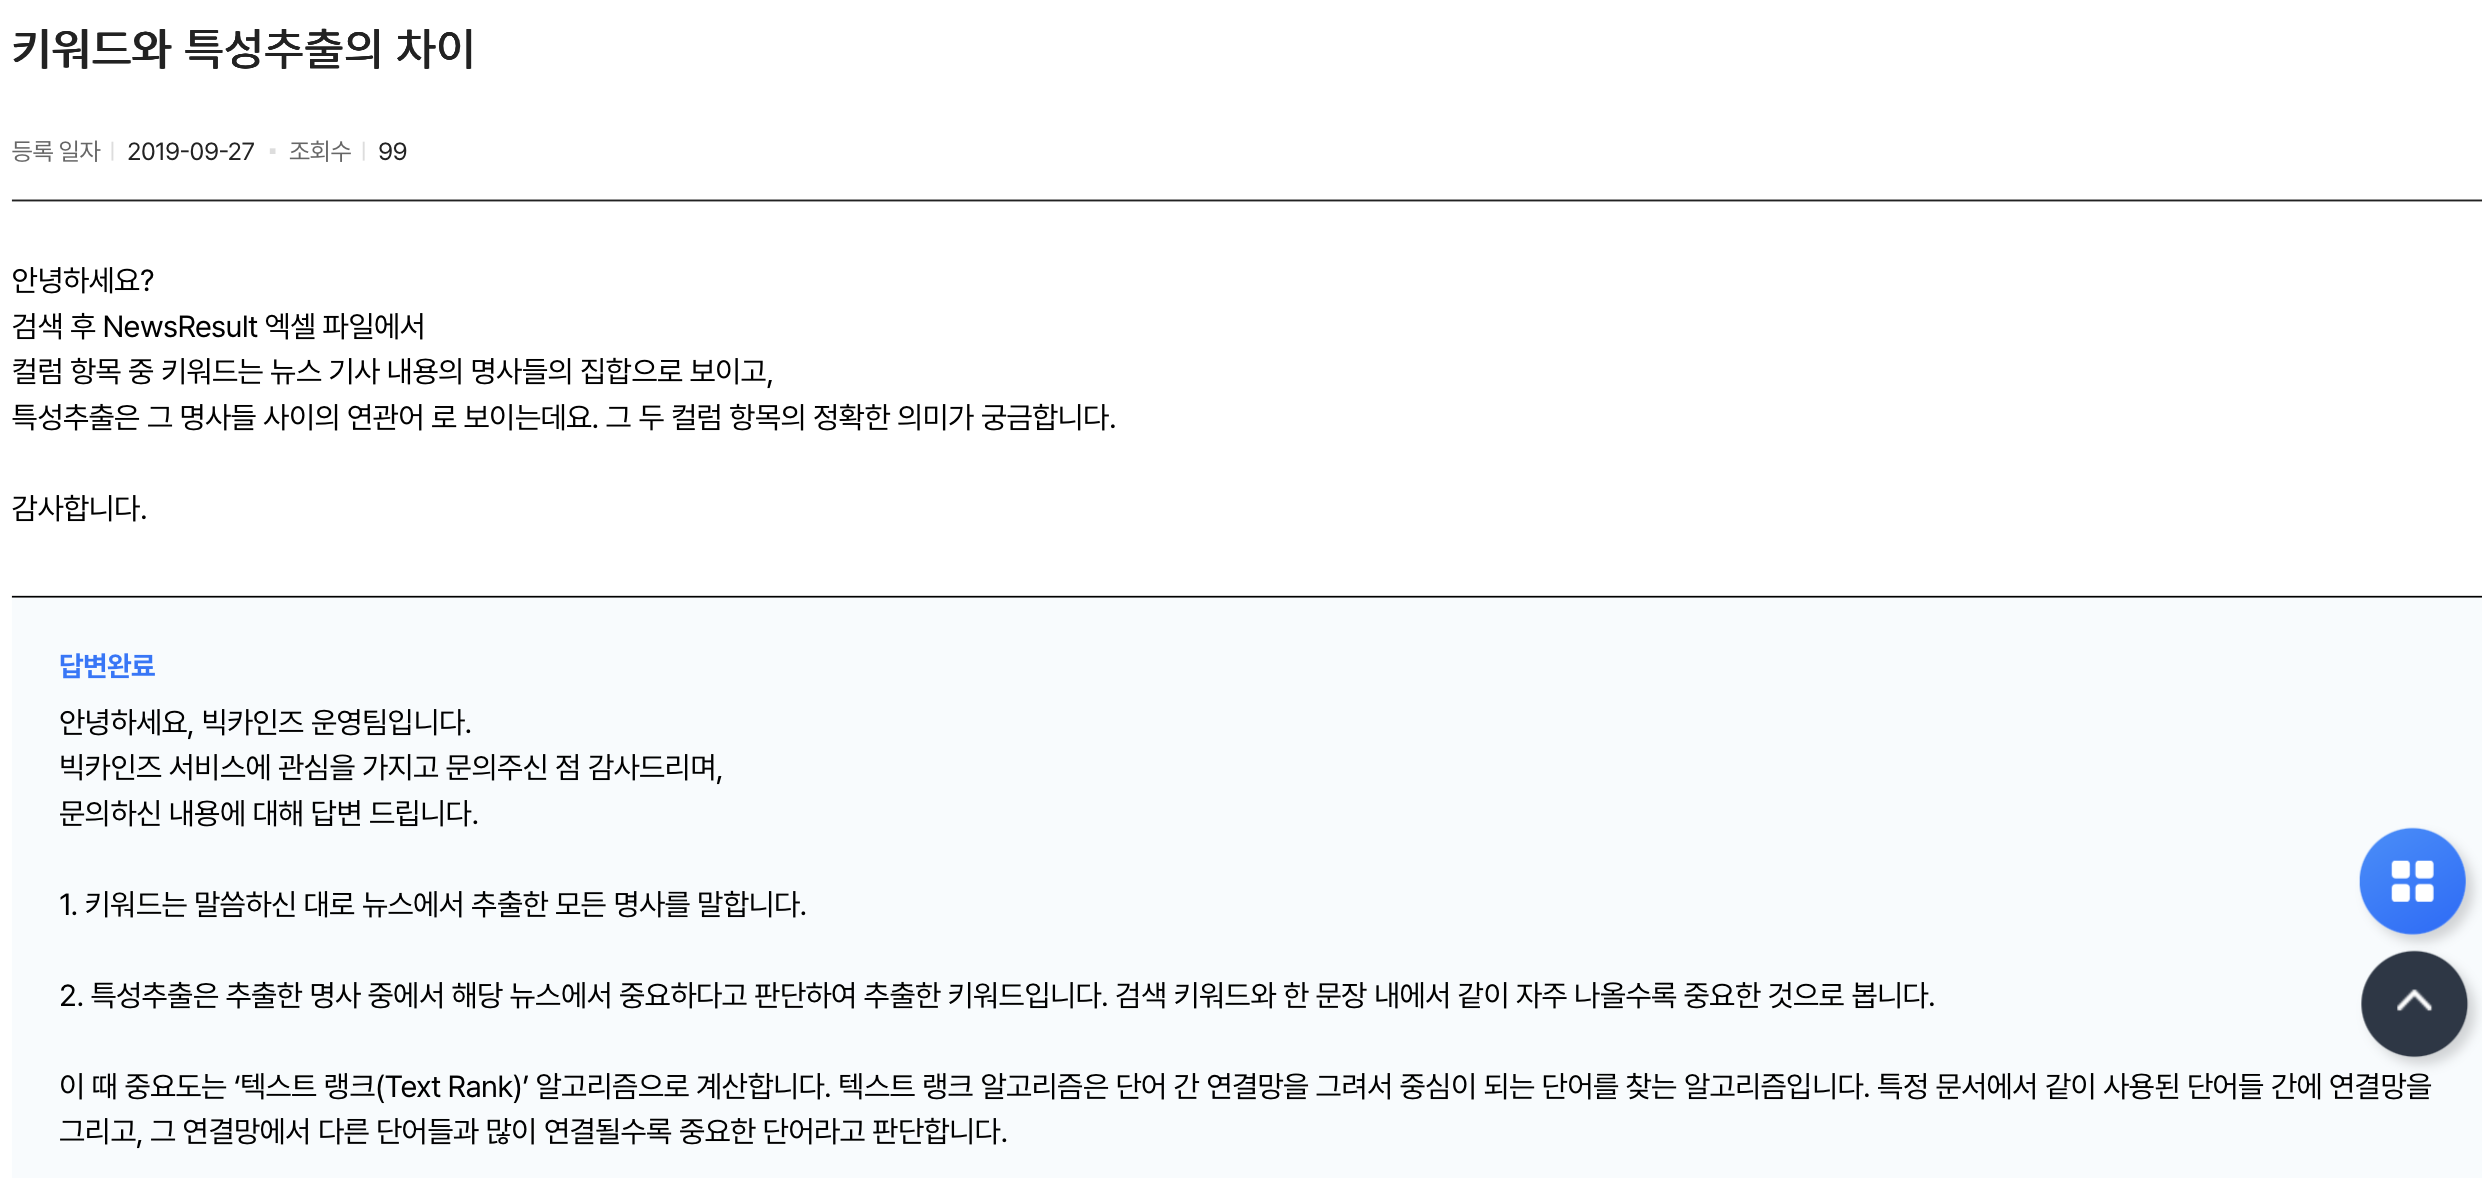 키워드와 특성추출의 차이
등록 일자 2019-09-27 조회수 99
안녕하세요?
검색 후 NewsResult 엑셀 파일에서
컬럼 항목 중 키워드는 뉴스 기사 내용의 명사들의 집합으로 보이고,
특성추출은 그 명사들 사이의 연관어 로 보이는데요. 그 두 컬럼 항목의 정확한 의미가 궁금합니다.
감사합니다.
답변완료
안녕하세요, 빅카인즈 운영팀입니다.
빅카인즈 서비스에 관심을 가지고 문의주신 점 감사드리며,
문의하신 내용에 대해 답변 드립니다.
1. 키워드는 말씀하신 대로 뉴스에서 추출한 모든 명사를 말합니다.
2. 특성추출은 추출한 명사 중에서 해당 뉴스에서 중요하다고 판단하여 추출한 키워드입니다. 검색 키워드와 한 문장 내에서 같이 자주 나올수록 중요한 것으로 봅니다.
이 때 중요도는 ‘텍스트 랭크(Text Rank)’ 알고리즘으로 계산합니다. 텍스트 랭크 알고리즘은 단어 간 연결망을 그려서 중심이 되는 단어를 찾는 알고리즘입니다. 특정 문서에서 같이 사용된 단어들 간에 연결망을
그리고, 그 연결망에서 다른 단어들과 많이 연결될수록 중요한 단어라고 판단합니다.